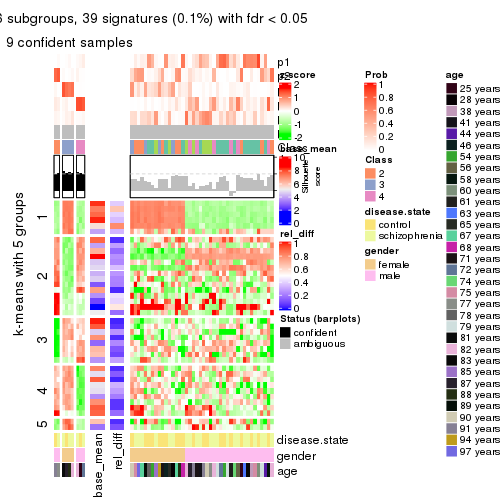 6 subgroups, 39 signatures (0.1%) with fdr < 0.05
9 confident samples
p1
Class
Silhouette
score
k-means with 5 groups
1
2
3
4
5
base_mean
rel_diff
disease.state
gender
age
z-score
2
1
0
-1
-2
base_mean
10
8
6
4
2
0
rel_diff
1
0.8
0.6
0.4
0.2
0
Status (barplots)
confident
ambiguous
Prob
1
0.8
0.6
0.4
0.2
0
Class
2
3
4
disease.state
control
schizophrenia
gender
female
male
age
25 years
28 years
38 years
41 years
44 years
46 years
54 years
56 years
58 years
60 years
61 years
63 years
65 years
67 years
68 years
71 years
72 years
74 years
75 years
77 years
78 years
79 years
81 years
82 years
83 years
85 years
87 years
88 years
89 years
90 years
91 years
94 years
97 years